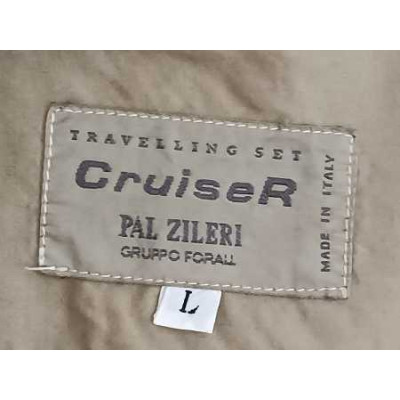 TRAVELLING SET
CruiseR
PAL ZILERI
GRUPPO FORALL
MADE IN ITALY
L